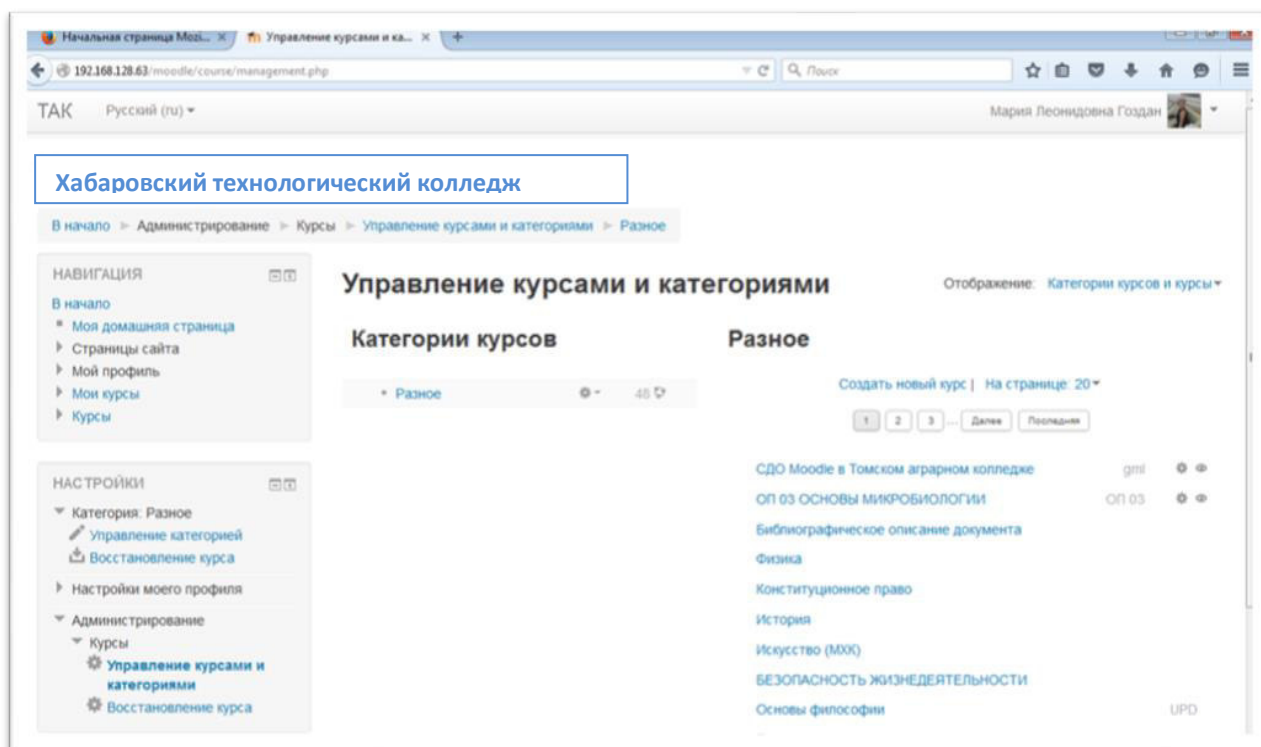 Начальная страница Mozi...
Управление курсами и ка...
192.168.128.63/moodle/course/management.php
Поиск
ТАК Русский (ru)
Мария Леонидовна Гоздан
Хабаровский технологический колледж
В начало ► Администрирование ► Курсы ► Управление курсами и категориями ► Разное
НАВИГАЦИЯ
В начало
Моя домашняя страница
Страницы сайта
Мой профиль
Мои курсы
Курсы
НАСТРОЙКИ
Категория: Разное
Управление категорией
Восстановление курса
Настройки моего профиля
Администрирование
Курсы
Управление курсами и
категориями
Восстановление курса
Управление курсами и категориями
Отображение: Категории курсов и курсы
Категории курсов
Разное 48
Разное
Создать новый курс | На странице: 20
1 2 3 ... Далее Последняя
СДО Moodle в Томском аграрном колледже gml
ОП 03 ОСНОВЫ МИКРОБИОЛОГИИ ОП 03
Библиографическое описание документа
Физика
Конституционное право
История
Искусство (МХК)
БЕЗОПАСНОСТЬ ЖИЗНЕДЕЯТЕЛЬНОСТИ
Основы философии UPD